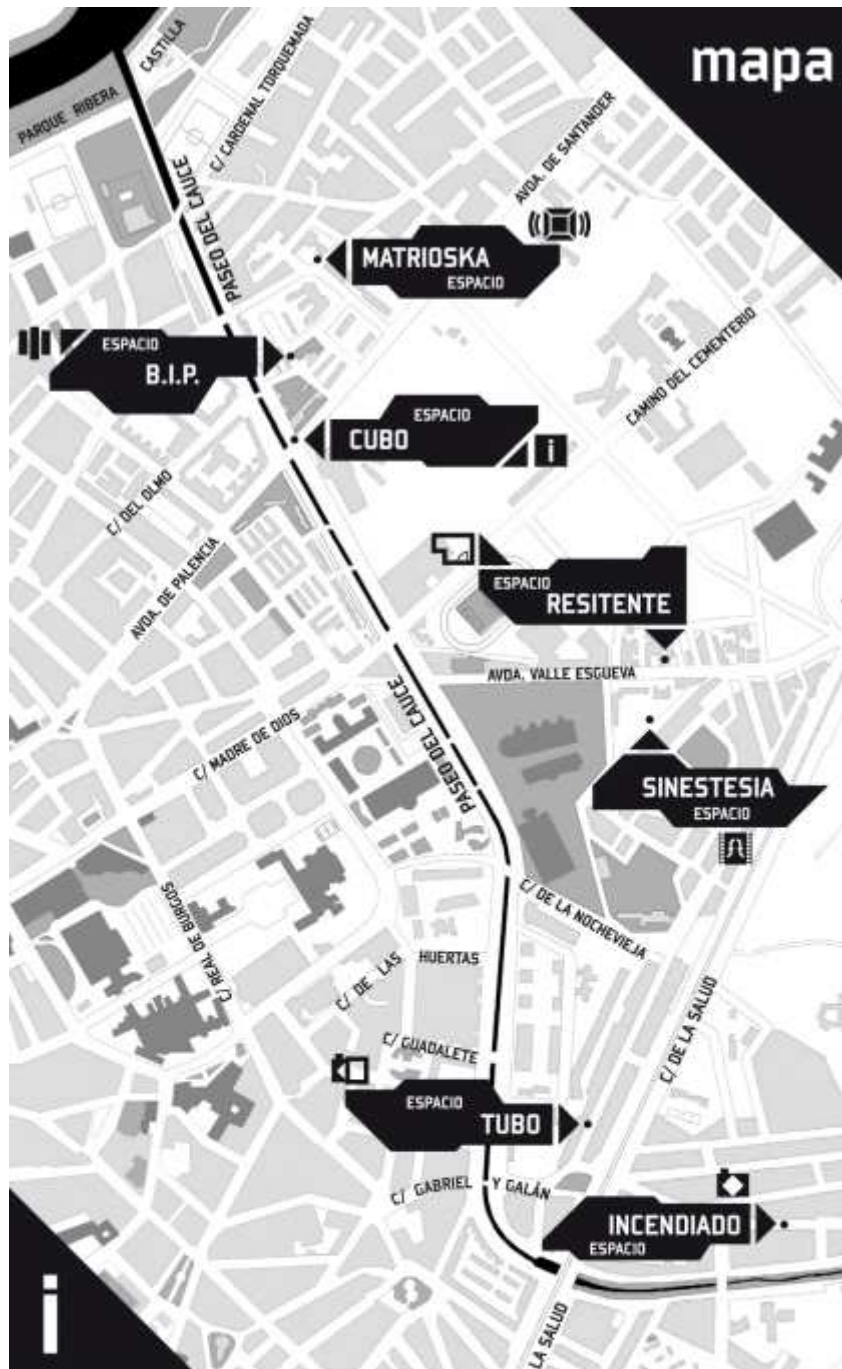 mapa
CASTILLA
PARQUE RIBERA
C/ CARDENAL TORQUEMADA
AVDA. DE SANTANDER
PASEO DEL CAUCE
MATRIOSKA
ESPACIO
ESPACIO
B.I.P.
CAMINO DEL CEMENTERIO
ESPACIO
CUBO
i
C/ DEL OLMO
AVDA. DE PALENCIA
ESPACIO
RESITENTE
AVDA. VALLE ESGUEVA
PASEO DEL CAUCE
C/ MADRE DE DIOS
SINESTESIA
ESPACIO
C/ REAL DE BURGOS
C/ DE LA NOCHEVIEJA
C/ DE LAS HUERTAS
C/ DE LA SALUD
C/ GUADALETE
ESPACIO
TUBO
C/ GABRIEL Y GALÁN
INCENDIADO
ESPACIO
i
LA SALUD